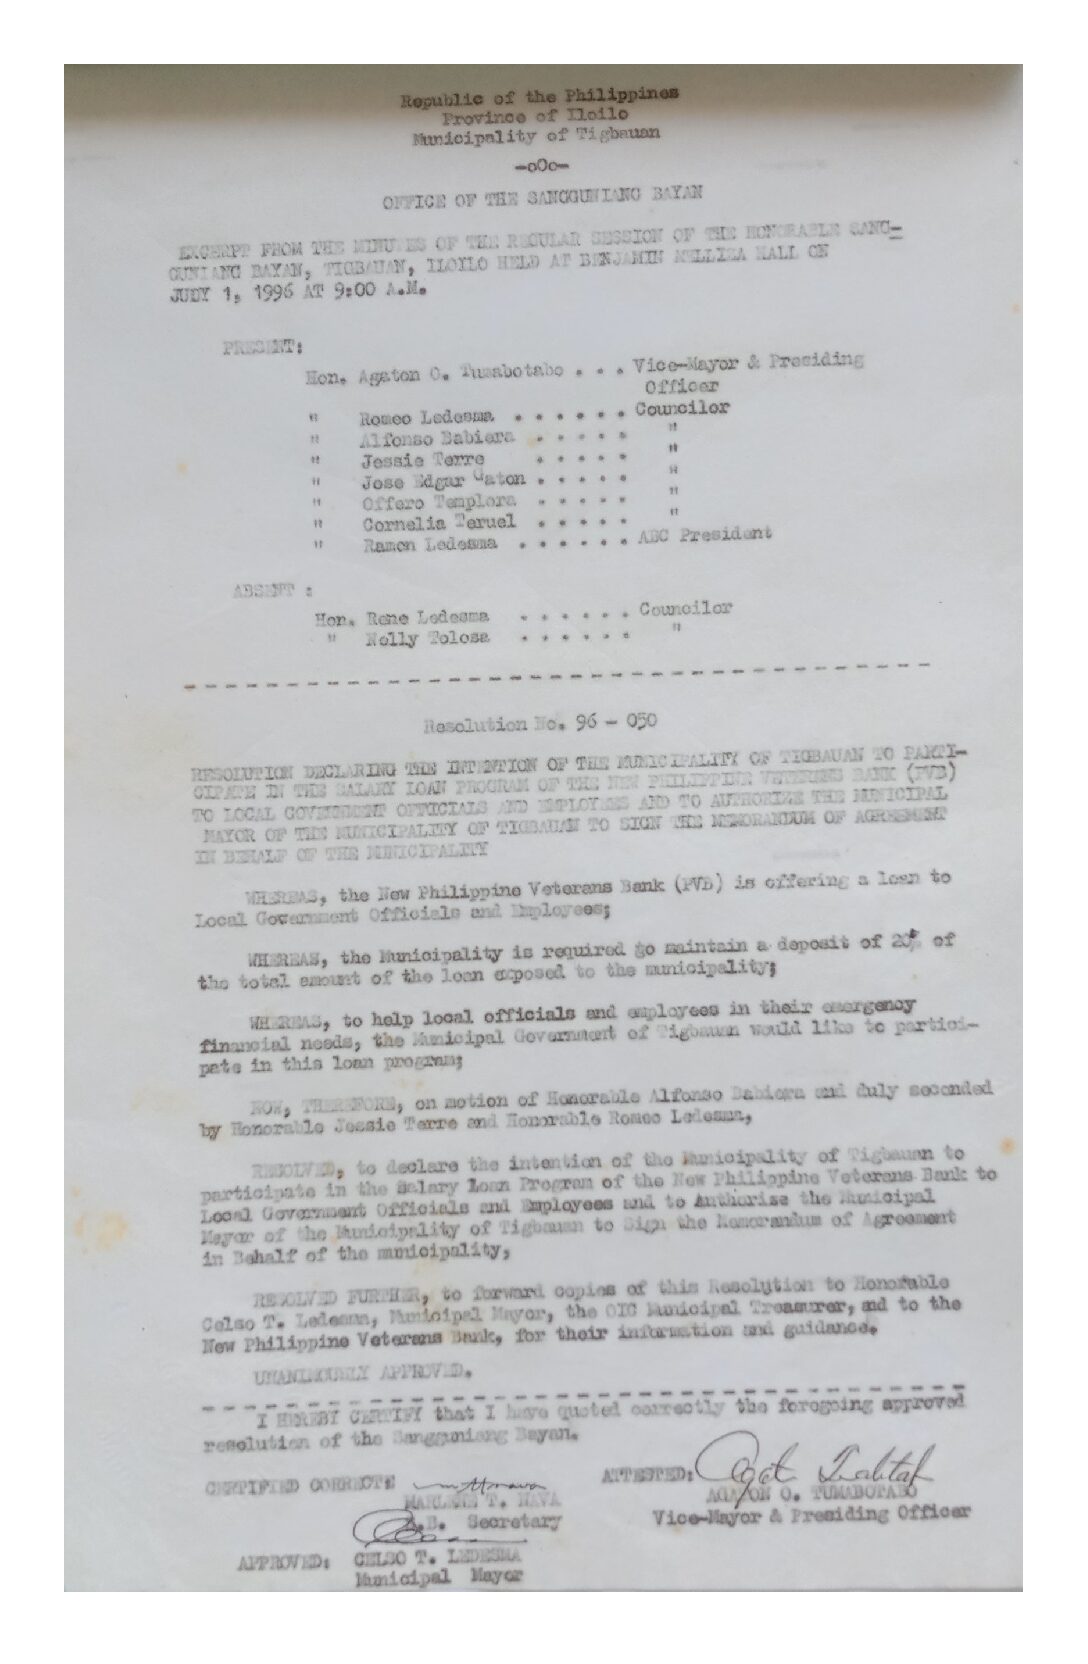 Republic of the Philippines
Province of Iloilo
Municipality of Tigbauan
-oOo-
OFFICE OF THE SANGGUNIANG BAYAN
EXCERPT FROM THE MINUTES OF THE REGULAR SESSION OF THE HONORABLE SANG-
GUNIANG BAYAN, TIGBAUAN, ILOILO HELD AT BENJAMIN MELLIZA HALL ON
JUDY 1, 1996 AT 9:00 A.M.
PRESENT:
Hon. Agaton O. Tumabotabo . . . Vice-Mayor & Presiding
Officer
" Romeo Ledesma . . . . . . Councilor
" Alfonso Babiera . . . . . "
" Jessie Terre . . . . . "
" Jose Edgar Gaton . . . . . "
" Offero Templora . . . . . "
" Cornelia Teruel . . . . . "
" Ramon Ledesma . . . . . . ABC President
ABSENT :
Hon. Rene Ledesma . . . . . . Councilor
" Nelly Tolosa . . . . . . "
Resolution No. 96 - 050
RESOLUTION DECLARING THE INTENTION OF THE MUNICIPALITY OF TIGBAUAN TO PARTI-
CIPATE IN THE SALARY LOAN PROGRAM OF THE NEW PHILIPPINE VETERANS BANK (PVB)
TO LOCAL GOVERNMENT OFFICIALS AND EMPLOYEES AND TO AUTHORIZE THE MUNICIPAL
MAYOR OF THE MUNICIPALITY OF TIGBAUAN TO SIGN THE MEMORANDUM OF AGREEMENT
IN BEHALF OF THE MUNICIPALITY
WHEREAS, the New Philippine Veterans Bank (PVB) is offering a loan to
Local Government Officials and Employees;
WHEREAS, the Municipality is required to maintain a deposit of 20% of
the total amount of the loan exposed to the municipality;
WHEREAS, to help local officials and employees in their emergency
financial needs, the Municipal Government of Tigbauan would like to partici-
pate in this loan program;
NOW, THEREFORE, on motion of Honorable Alfonso Babiera and duly seconded
by Honorable Jessie Terre and Honorable Romeo Ledesma,
RESOLVED, to declare the intention of the Municipality of Tigbauan to
participate in the Salary Loan Program of the New Philippine Veterans Bank to
Local Government Officials and Employees and to Authorize the Municipal
Mayor of the Municipality of Tigbauan to Sign the Memorandum of Agreement
in Behalf of the municipality,
RESOLVED FURTHER, to forward copies of this Resolution to Honorable
Celso T. Ledesma, Municipal Mayor, the OIC Municipal Treasurer, and to the
New Philippine Veterans Bank, for their information and guidance.
UNANIMOUSLY APPROVED.
I HEREBY CERTIFY that I have quoted correctly the foregoing approved
resolution of the Sangguniang Bayan.
CERTIFIED CORRECT: ATTESTED:
MARLENE T. NAVA AGATON O. TUMABOTABO
S.B. Secretary Vice-Mayor & Presiding Officer
APPROVED: CELSO T. LEDESMA
Municipal Mayor